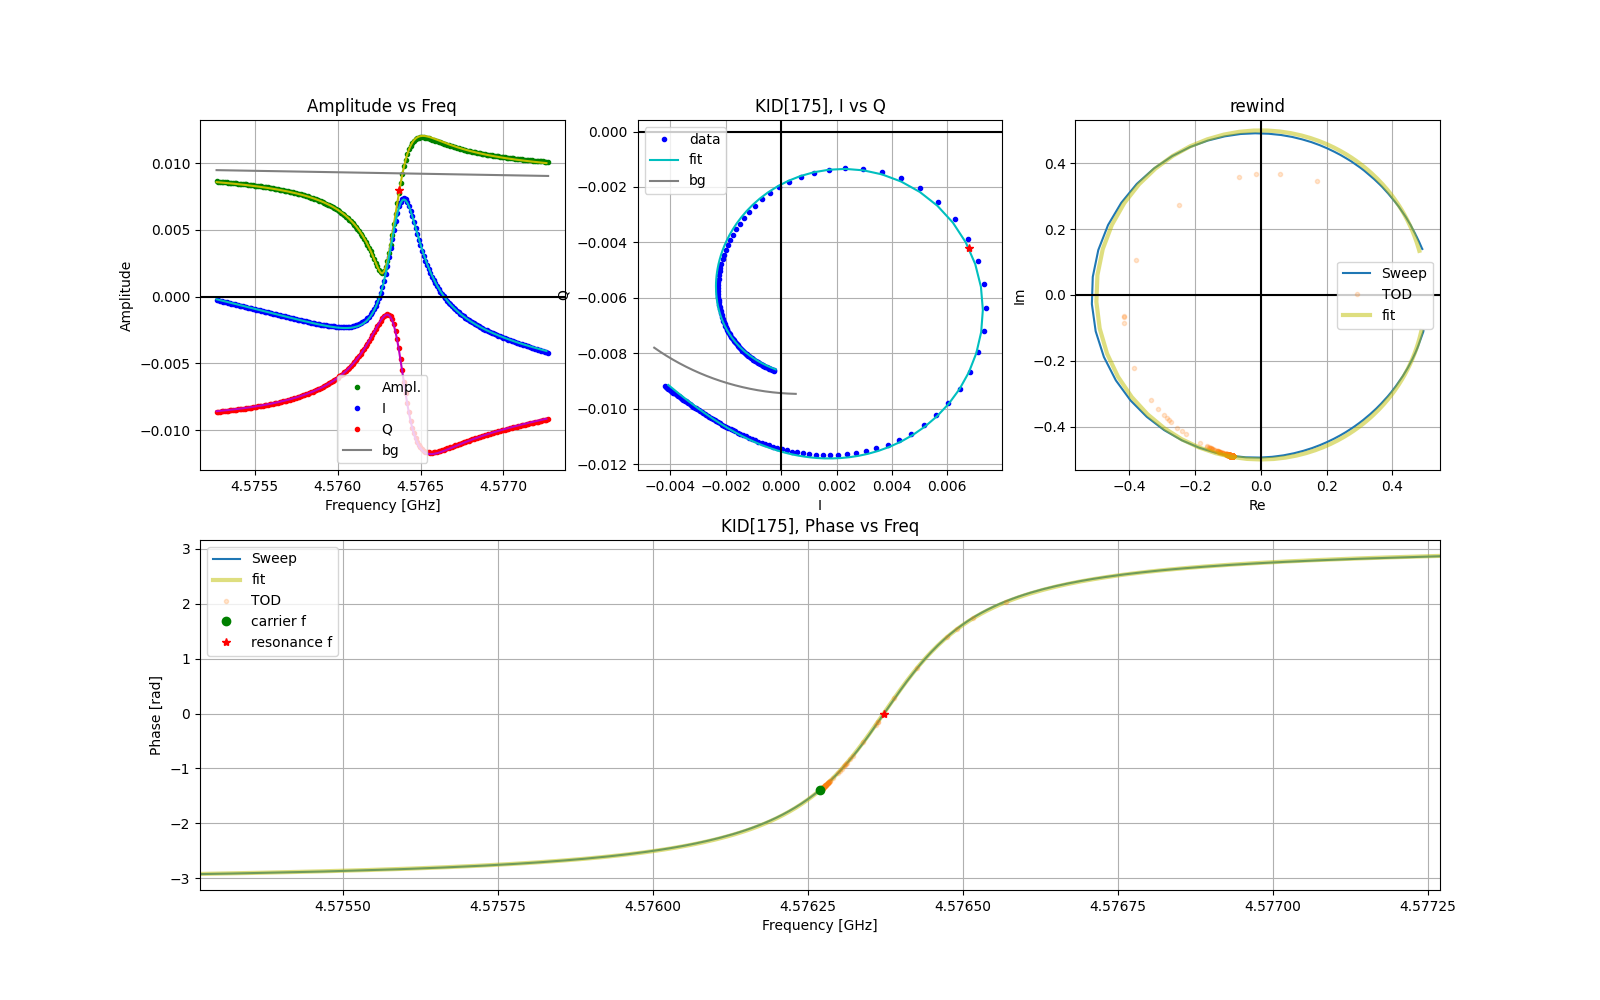 Amplitude vs Freq
Amplitude
0.010
0.005
0.000
−0.005
−0.010
Ampl.
I
Q
bg
4.5755
4.5760
4.5765
4.5770
Frequency [GHz]
KID[175], I vs Q
Q
0.000
−0.002
−0.004
−0.006
−0.008
−0.010
−0.012
data
fit
bg
−0.004
−0.002
0.000
0.002
0.004
0.006
I
rewind
Im
0.4
0.2
0.0
−0.2
−0.4
Sweep
TOD
fit
−0.4
−0.2
0.0
0.2
0.4
Re
KID[175], Phase vs Freq
Phase [rad]
3
2
1
0
−1
−2
−3
Sweep
fit
TOD
carrier f
resonance f
4.57550
4.57575
4.57600
4.57625
4.57650
4.57675
4.57700
4.57725
Frequency [GHz]